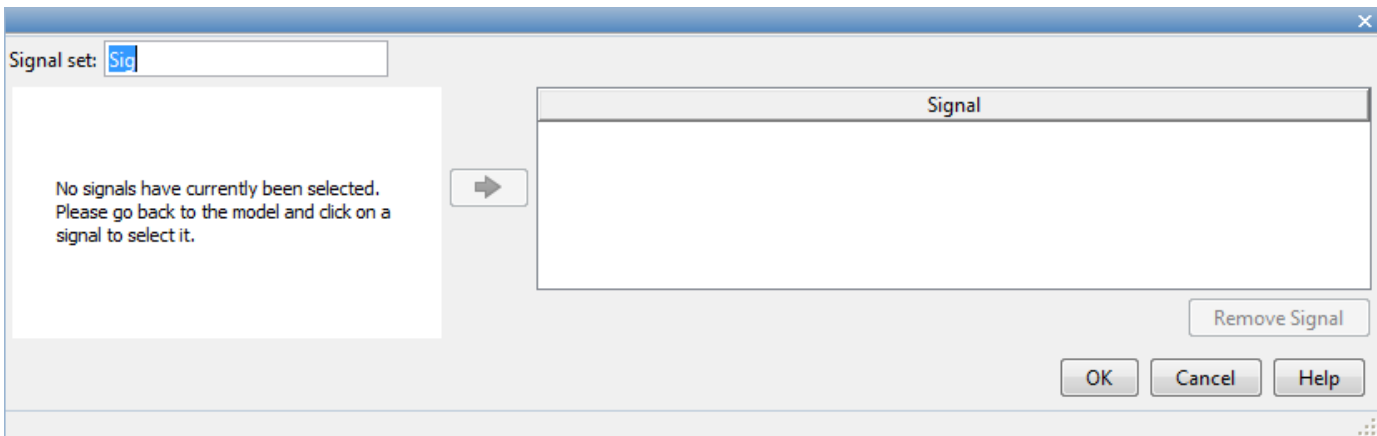 Signal set: Sig
Signal
No signals have currently been selected.
Please go back to the model and click on a
signal to select it.
Remove Signal
OK Cancel Help